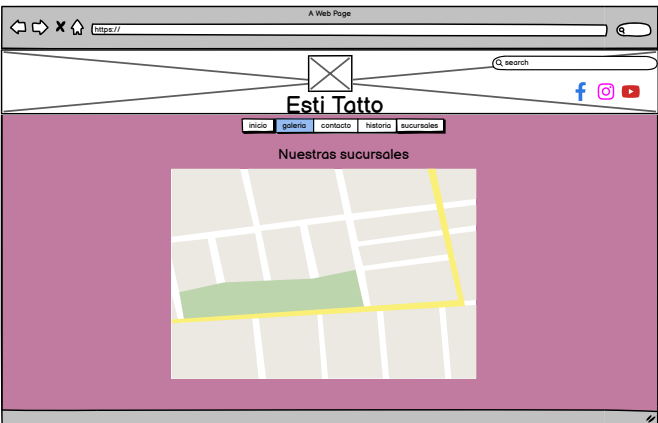 A Web Page
https://
search
Esti Tatto
inicio galeria contacto historia sucursales
Nuestras sucursales